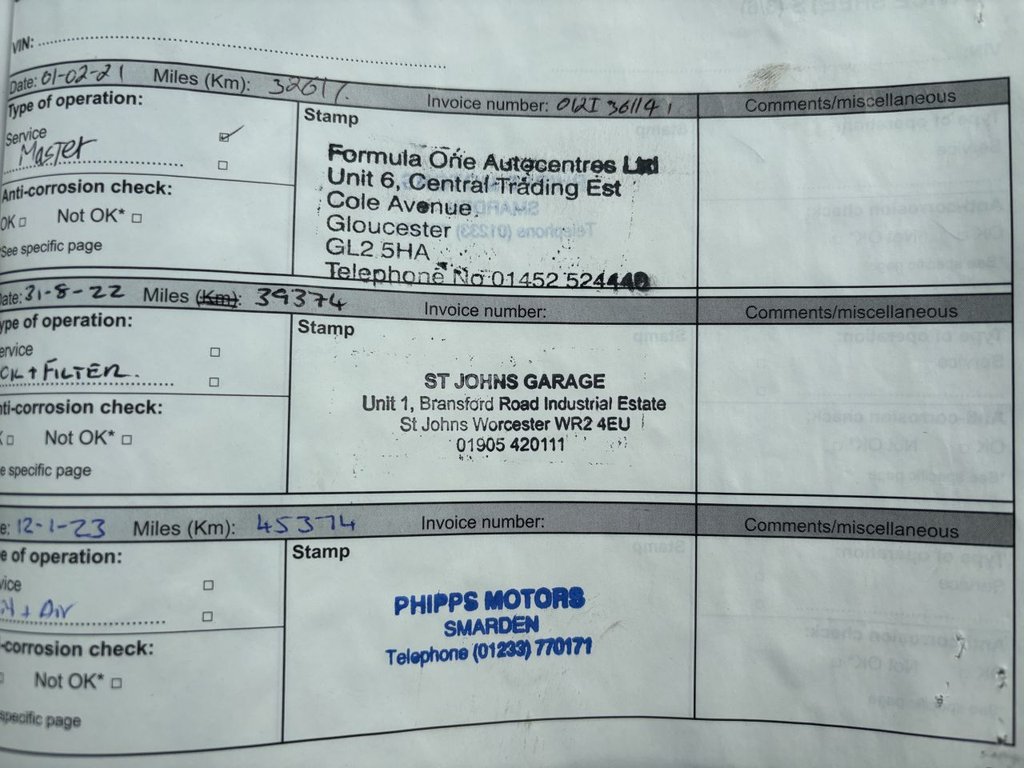 VIN:
Date: 01-02-21 Miles (Km): 32617. Invoice number: Comments/miscellaneous
Type of operation:
Stamp
Service
Master
Formula One Autocentres Ltd
Unit 6, Central Trading Est
Cole Avenue
Gloucester
GL2 5HA
Telephone No 01452 524440
Anti-corrosion check:
OK Not OK*
*See specific page
Date: 31-8-22 Miles (Km): 39374 Invoice number: Comments/miscellaneous
ype of operation:
Stamp
ervice
+ FILTER.
ST JOHNS GARAGE
Unit 1, Bransford Road Industrial Estate
St Johns Worcester WR2 4EU
01905 420111
nti-corrosion check:
Not OK*
e specific page
e: 12-1-23 Miles (Km): 45374 Invoice number: Comments/miscellaneous
e of operation:
Stamp
vice
+ Air
PHIPPS MOTORS
SMARDEN
Telephone (01233) 770171
-corrosion check:
Not OK*
specific page